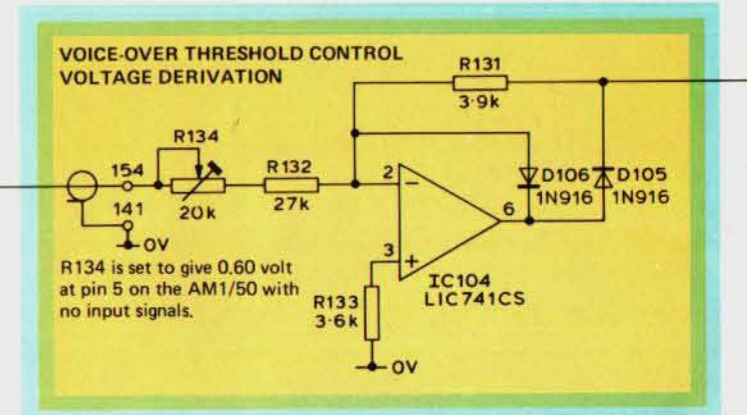 VOICE-OVER THRESHOLD CONTROL
VOLTAGE DERIVATION
R131
3·9k
R134
154
R132
2
−
D106
1N916
D105
1N916
141
20k
27k
6
0V
3
+
R134 is set to give 0.60 volt
at pin 5 on the AM1/50 with
no input signals.
IC104
LIC741CS
R133
3·6k
0V